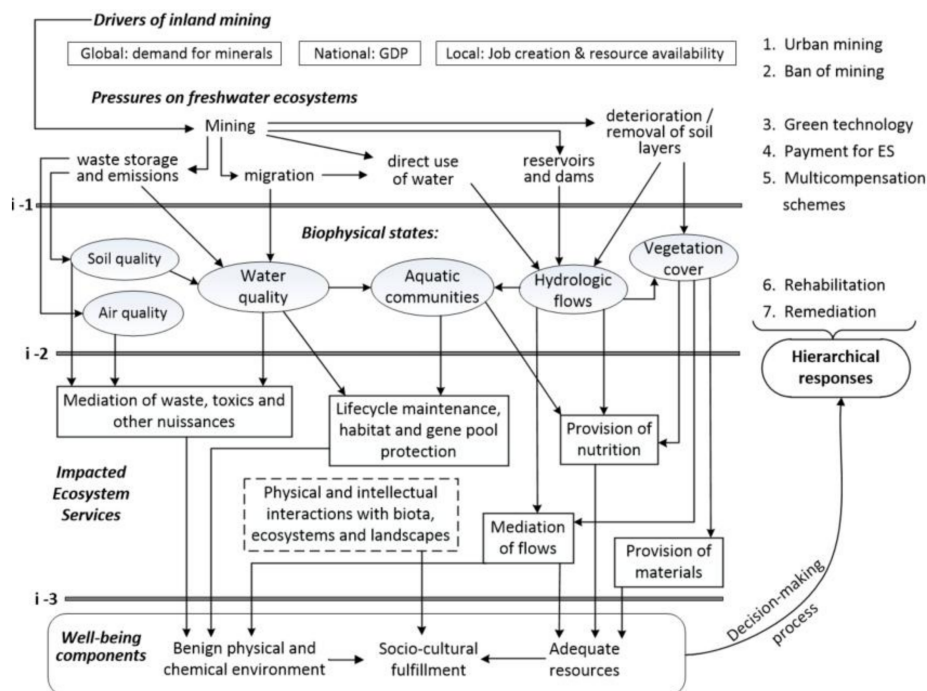 Drivers of inland mining
Global: demand for minerals
National: GDP
Local: Job creation & resource availability
1. Urban mining
2. Ban of mining
Pressures on freshwater ecosystems
Mining
deterioration /
removal of soil
layers
3. Green technology
4. Payment for ES
5. Multicompensation
schemes
waste storage
and emissions
migration
direct use
of water
reservoirs
and dams
i -1
Biophysical states:
Soil quality
Water
quality
Aquatic
communities
Hydrologic
flows
Vegetation
cover
Air quality
6. Rehabilitation
7. Remediation
i -2
Hierarchical
responses
Mediation of waste, toxics and
other nuissances
Lifecycle maintenance,
habitat and gene pool
protection
Provision of
nutrition
Impacted
Ecosystem
Services
Physical and intellectual
interactions with biota,
ecosystems and landscapes
Mediation
of flows
Provision of
materials
i -3
Decision-making
process
Well-being
components
Benign physical and
chemical environment
Socio-cultural
fulfillment
Adequate
resources